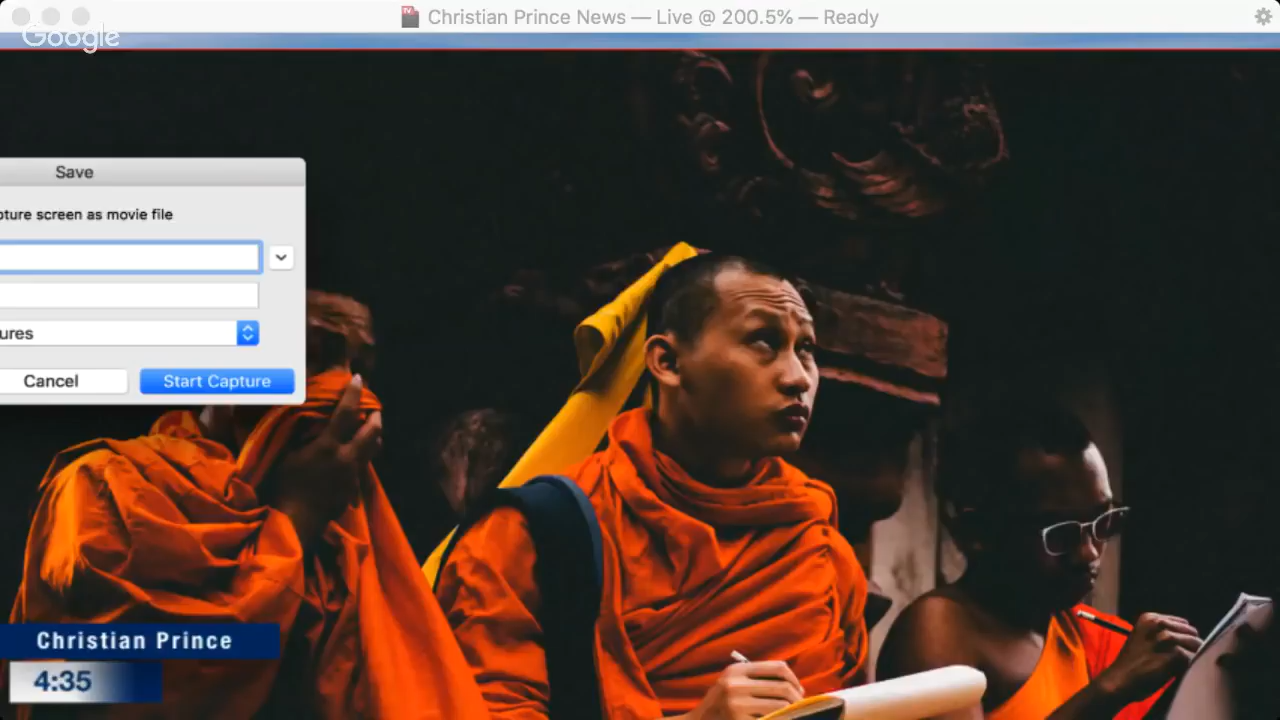 Christian Prince News — Live @ 200.5% — Ready
Google
Save
pture screen as movie file
ures
Cancel
Start Capture
Christian Prince
4:35